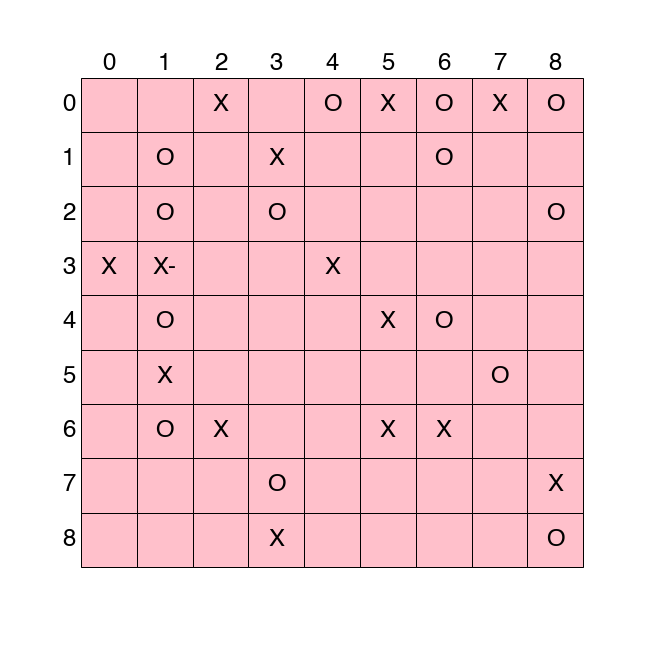 0 1 2 3 4 5 6 7 8
0 X O X O X O
1 O X O
2 O O O
3 X X- X
4 O X O
5 X O
6 O X X X
7 O X
8 X O